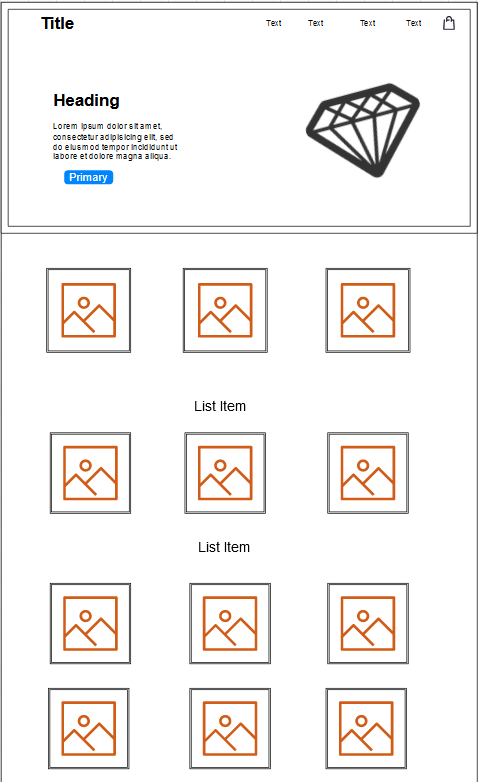 Title
Text Text Text Text
Heading
Lorem ipsum dolor sit amet,
consectetur adipisicing elit, sed
do eiusmod tempor incididunt ut
labore et dolore magna aliqua.
Primary
List Item
List Item